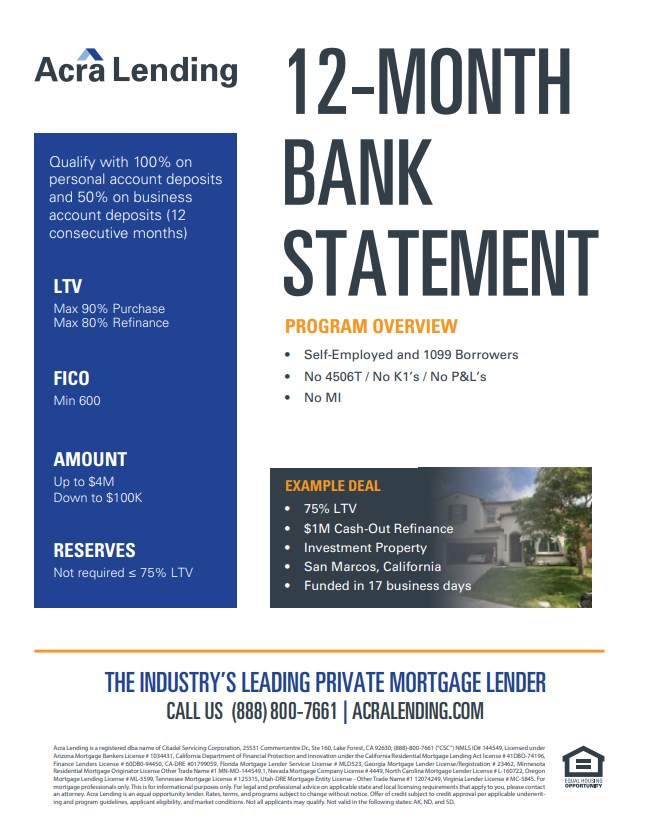 Acra Lending
12-MONTH
BANK
STATEMENT
Qualify with 100% on
personal account deposits
and 50% on business
account deposits (12
consecutive months)
LTV
Max 90% Purchase
Max 80% Refinance
FICO
Min 600
AMOUNT
Up to $4M
Down to $100K
RESERVES
Not required ≤ 75% LTV
PROGRAM OVERVIEW
• Self-Employed and 1099 Borrowers
• No 4506T / No K1's / No P&L's
• No MI
EXAMPLE DEAL
• 75% LTV
• $1M Cash-Out Refinance
• Investment Property
• San Marcos, California
• Funded in 17 business days
THE INDUSTRY'S LEADING PRIVATE MORTGAGE LENDER
CALL US (888) 800-7661 | ACRALENDING.COM
Acra Lending is a registered dba name of Citadel Servicing Corporation, 25531 Commercentre Dr., Ste 160, Lake Forest, CA 92630; (888)-800-7661 ("CSC") NMLS ID# 144549, Licensed under
Arizona Mortgage Bankers License # 1034431, California Department of Financial Protection and Innovation under the California Residential Mortgage Lending Act license # 41DBO-74196,
Finance Lenders License # 60DBO-94450, CA-DRE #01799059, Florida Mortgage Lender Servicer License # MLD523, Georgia Mortgage Lender License/Registration # 23462, Minnesota
Residential Mortgage Originator License Other Trade Name #1 MN-MO-144549.1, Nevada Mortgage Company License # 4449, North Carolina Mortgage Lender License # L-160722, Oregon
Mortgage Lending License # ML-5599, Tennessee Mortgage License # 125315, Utah-DRE Mortgage Entity License - Other Trade Name #1 12074249, Virginia Lender License # MC-5845. For
mortgage professionals only. This is for informational purposes only. For legal and professional advice on applicable state and local licensing requirements that apply to you, please contact
an attorney. Acra Lending is an equal opportunity lender. Rates, terms, and programs subject to change without notice. Offer of credit subject to credit approval per applicable underwrit-
ing and program guidelines, applicant eligibility, and market conditions. Not all applicants may qualify. Not valid in the following states: AK, ND, and SD.
EQUAL HOUSING
OPPORTUNITY